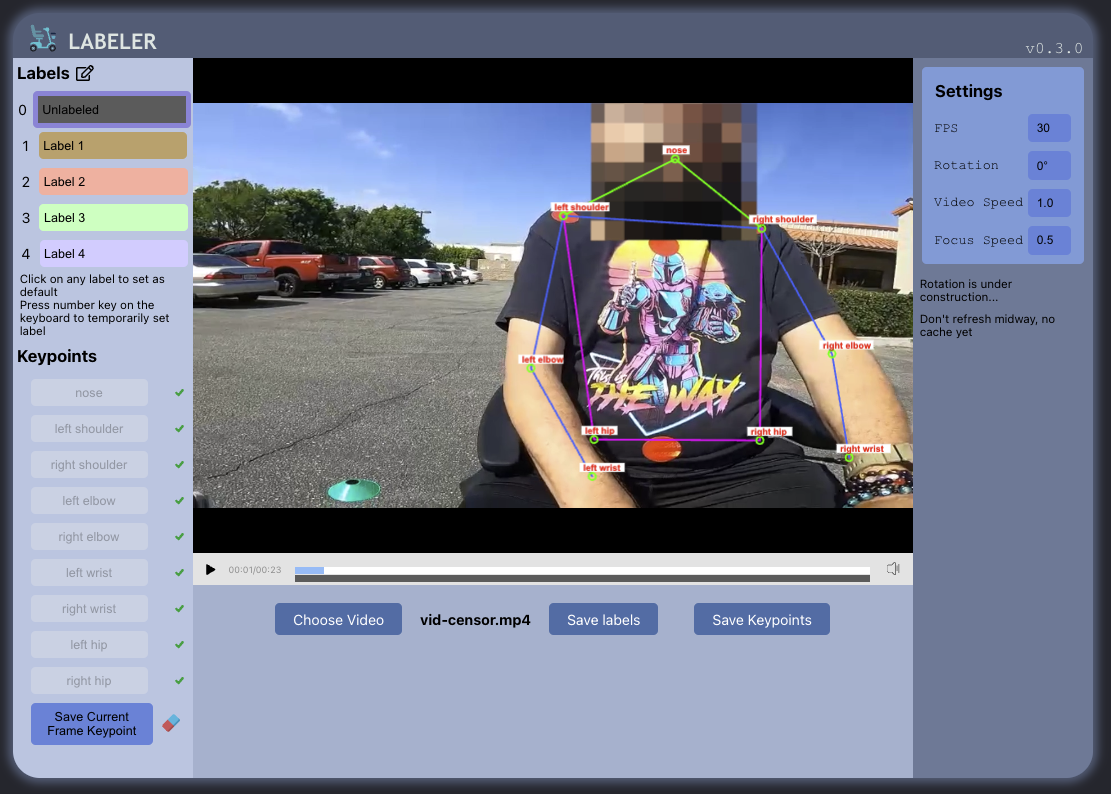 LABELER
v0.3.0
Labels
0 Unlabeled
1 Label 1
2 Label 2
3 Label 3
4 Label 4
Click on any label to set as
default
Press number key on the
keyboard to temporarily set
label
Keypoints
nose
left shoulder
right shoulder
left elbow
right elbow
left wrist
right wrist
left hip
right hip
Save Current
Frame Keypoint
nose
left shoulder
right shoulder
right elbow
left elbow
This is
THE WAY
left hip
right hip
right wrist
left wrist
00:01/00:23
Choose Video
vid-censor.mp4
Save labels
Save Keypoints
Settings
FPS 30
Rotation 0°
Video Speed 1.0
Focus Speed 0.5
Rotation is under
construction...
Don't refresh midway, no
cache yet